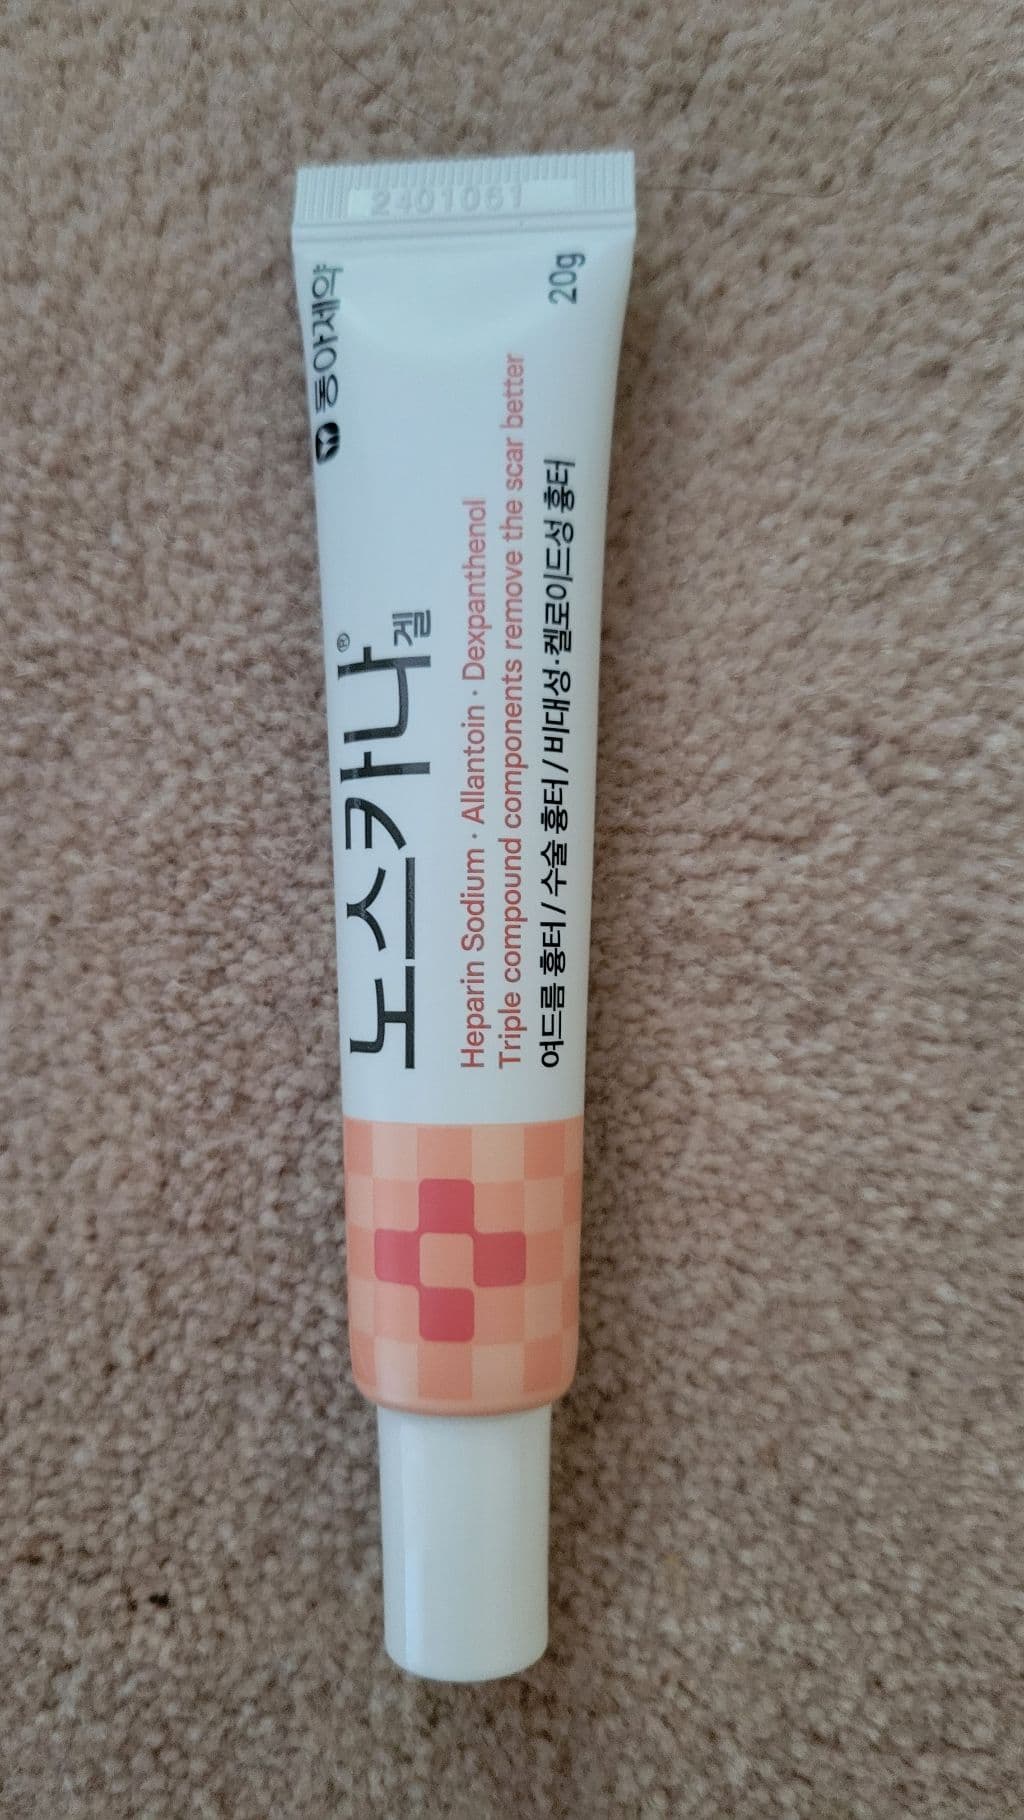 2401061
동아제약
20g
노스카나® 겔
Heparin Sodium · Allantoin · Dexpanthenol
Triple compound components remove the scar better
여드름 흉터 / 수술 흉터 / 비대성·켈로이드성 흉터